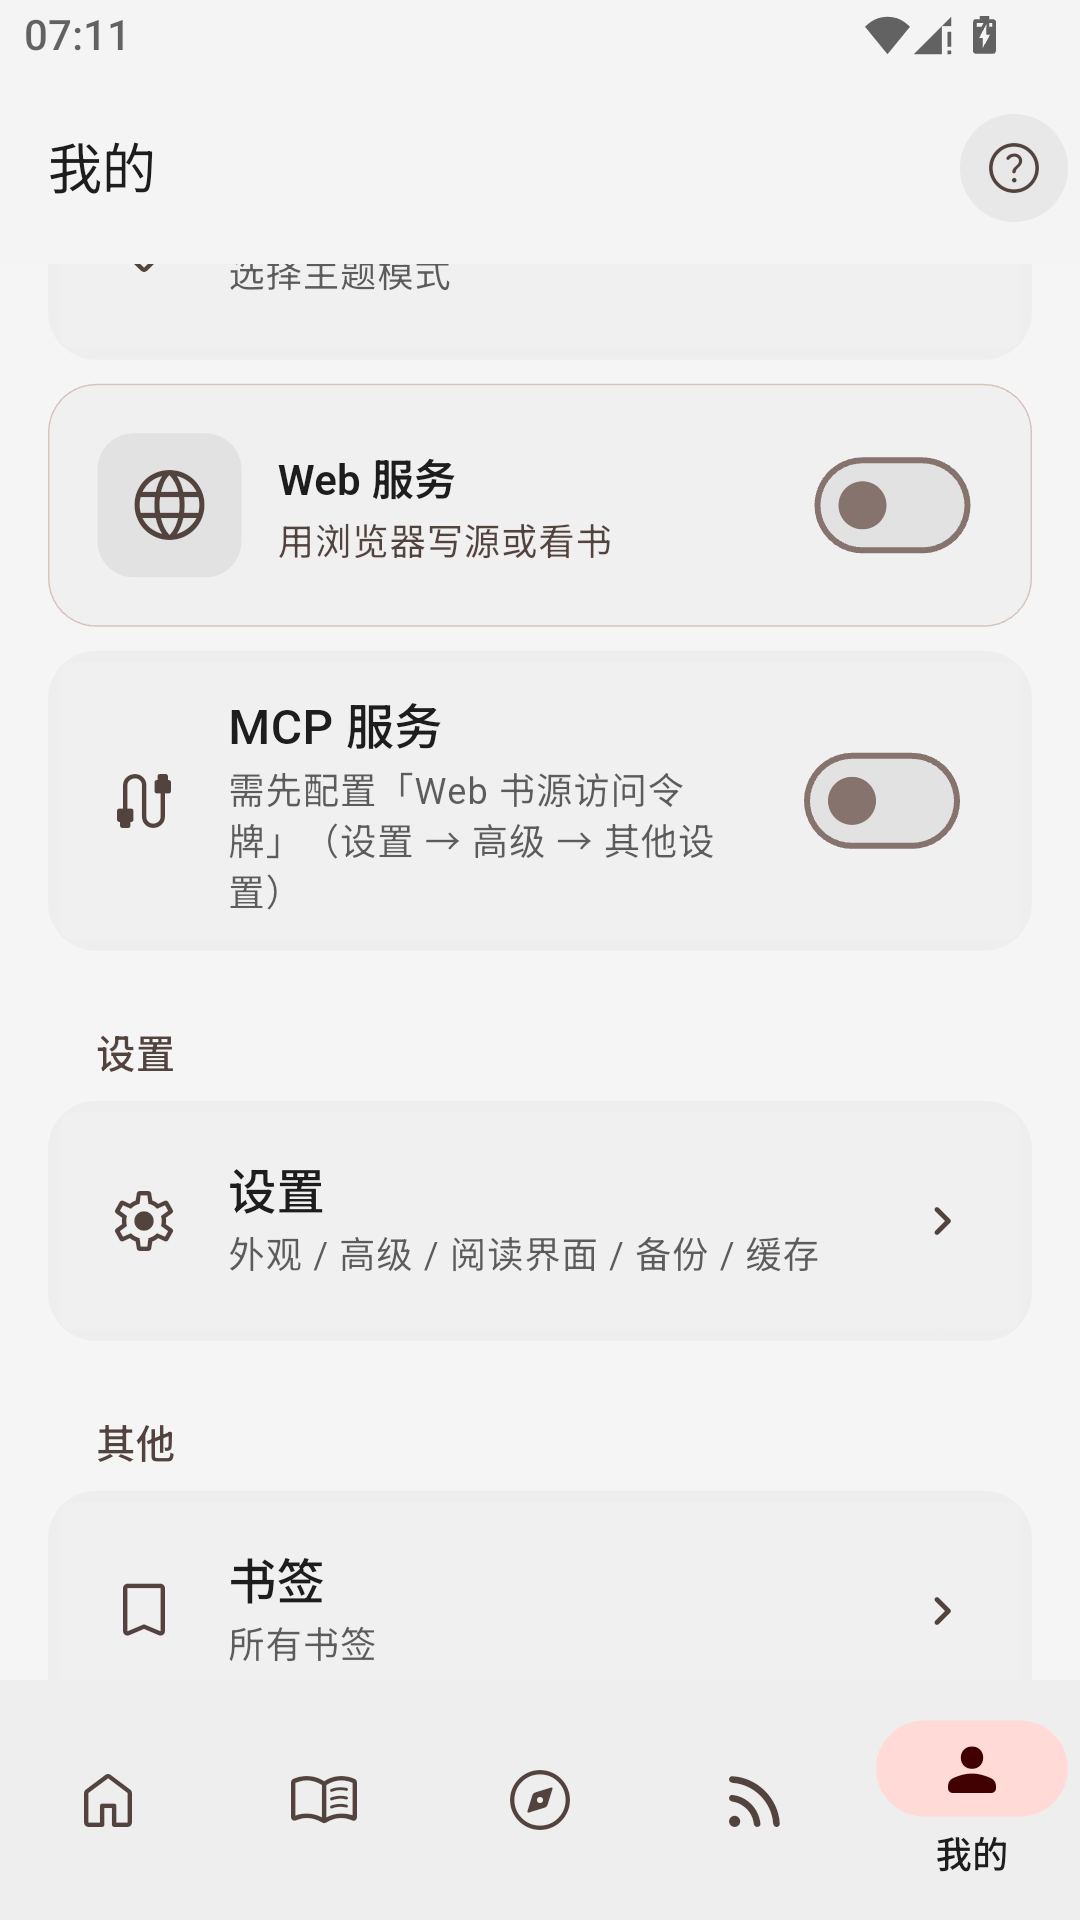 07:11
我的
选择主题模式
Web 服务
用浏览器写源或看书
MCP 服务
需先配置「Web 书源访问令
牌」（设置 → 高级 → 其他设
置）
设置
设置
外观 / 高级 / 阅读界面 / 备份 / 缓存
其他
书签
所有书签
我的